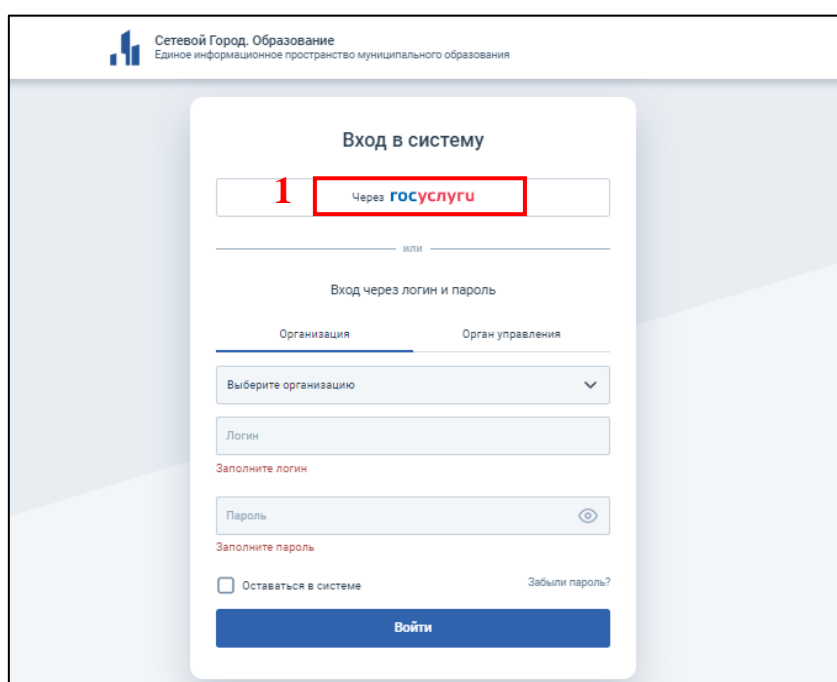 Сетевой Город. Образование
Единое информационное пространство муниципального образования
Вход в систему
1
Через госуслуги
или
Вход через логин и пароль
Организация Орган управления
Выберите организацию
Логин
Заполните логин
Пароль
Заполните пароль
Оставаться в системе Забыли пароль?
Войти